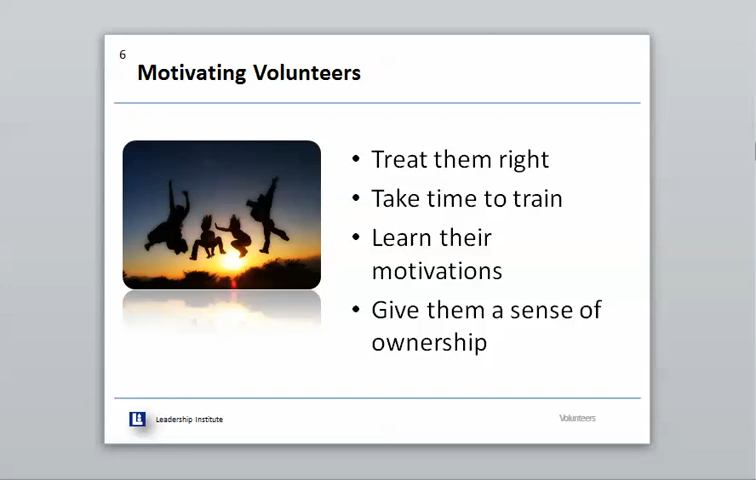 6
Motivating Volunteers
• Treat them right
• Take time to train
• Learn their
motivations
• Give them a sense of
ownership
Leadership Institute
Volunteers